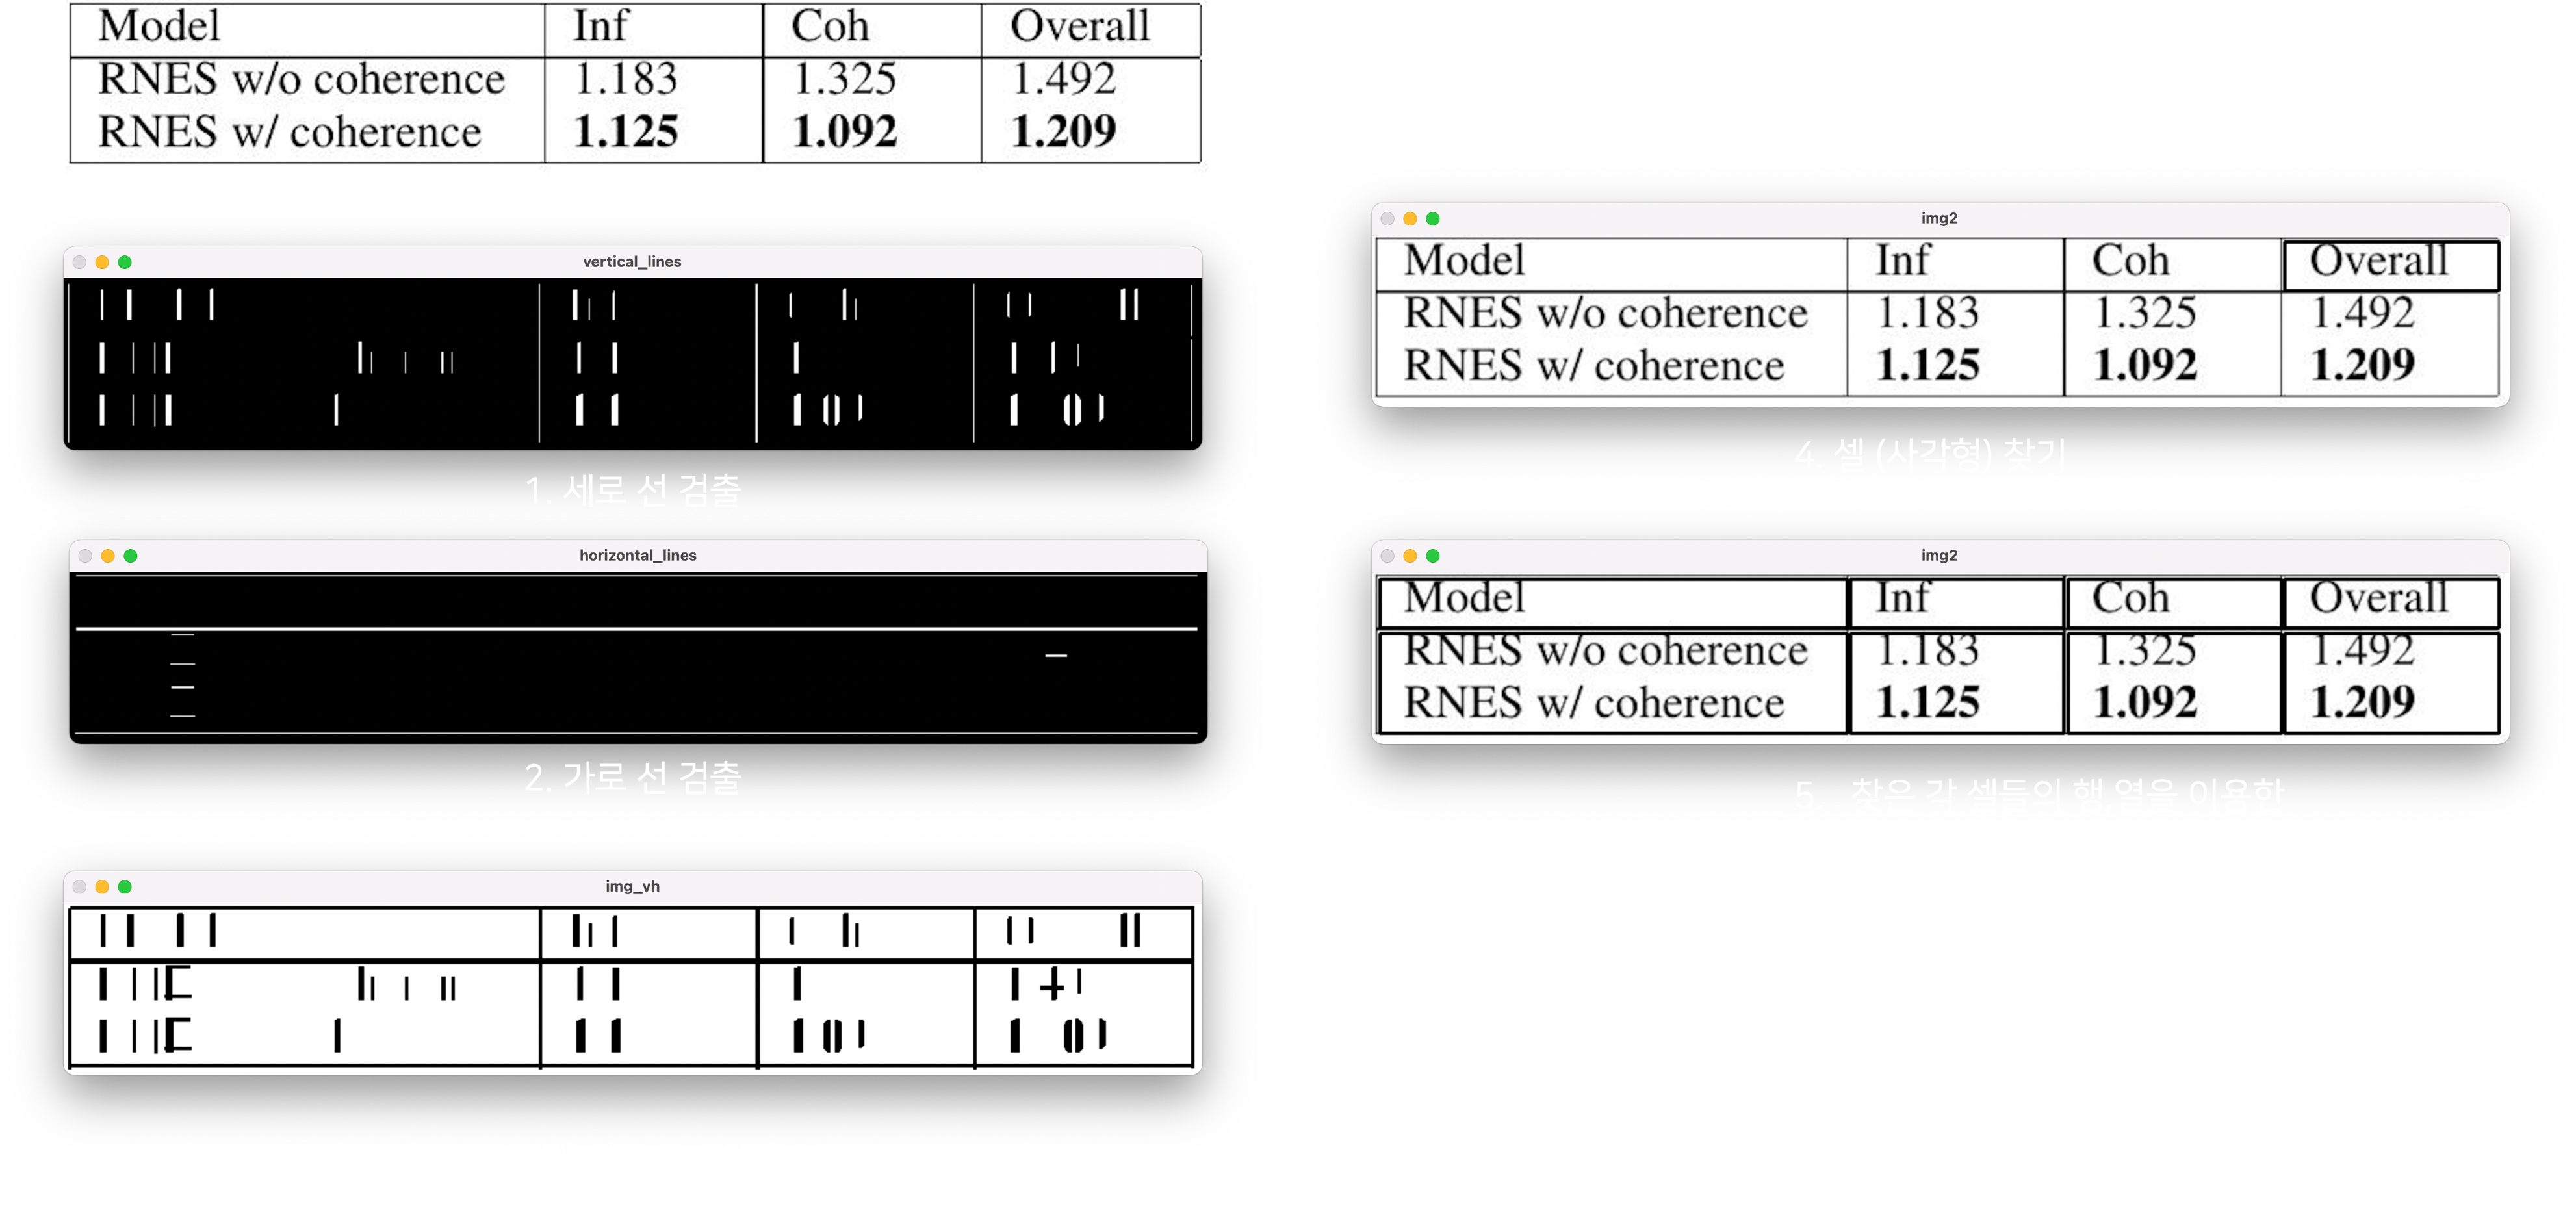 Model Inf Coh Overall
RNES w/o coherence 1.183 1.325 1.492
RNES w/ coherence 1.125 1.092 1.209
vertical_lines
1. 세로 선 검출
horizontal_lines
2. 가로 선 검출
img_vh
img2
Model Inf Coh Overall
RNES w/o coherence 1.183 1.325 1.492
RNES w/ coherence 1.125 1.092 1.209
4. 셀 (사각형) 찾기
img2
Model Inf Coh Overall
RNES w/o coherence 1.183 1.325 1.492
RNES w/ coherence 1.125 1.092 1.209
5. . 찾은 각 셀들의 행 열을 이용한